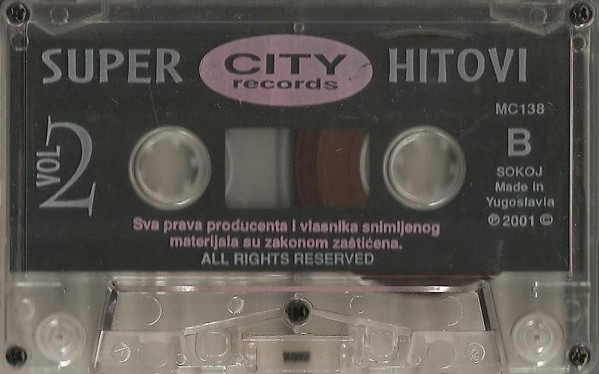 SUPER CITY records HITOVI
VOL 2
MC138
B
SOKOJ
Made in
Yugoslavia
℗ 2001 ©
Sva prava producenta i vlasnika snimljenog
materijala su zakonom zaštićena.
ALL RIGHTS RESERVED